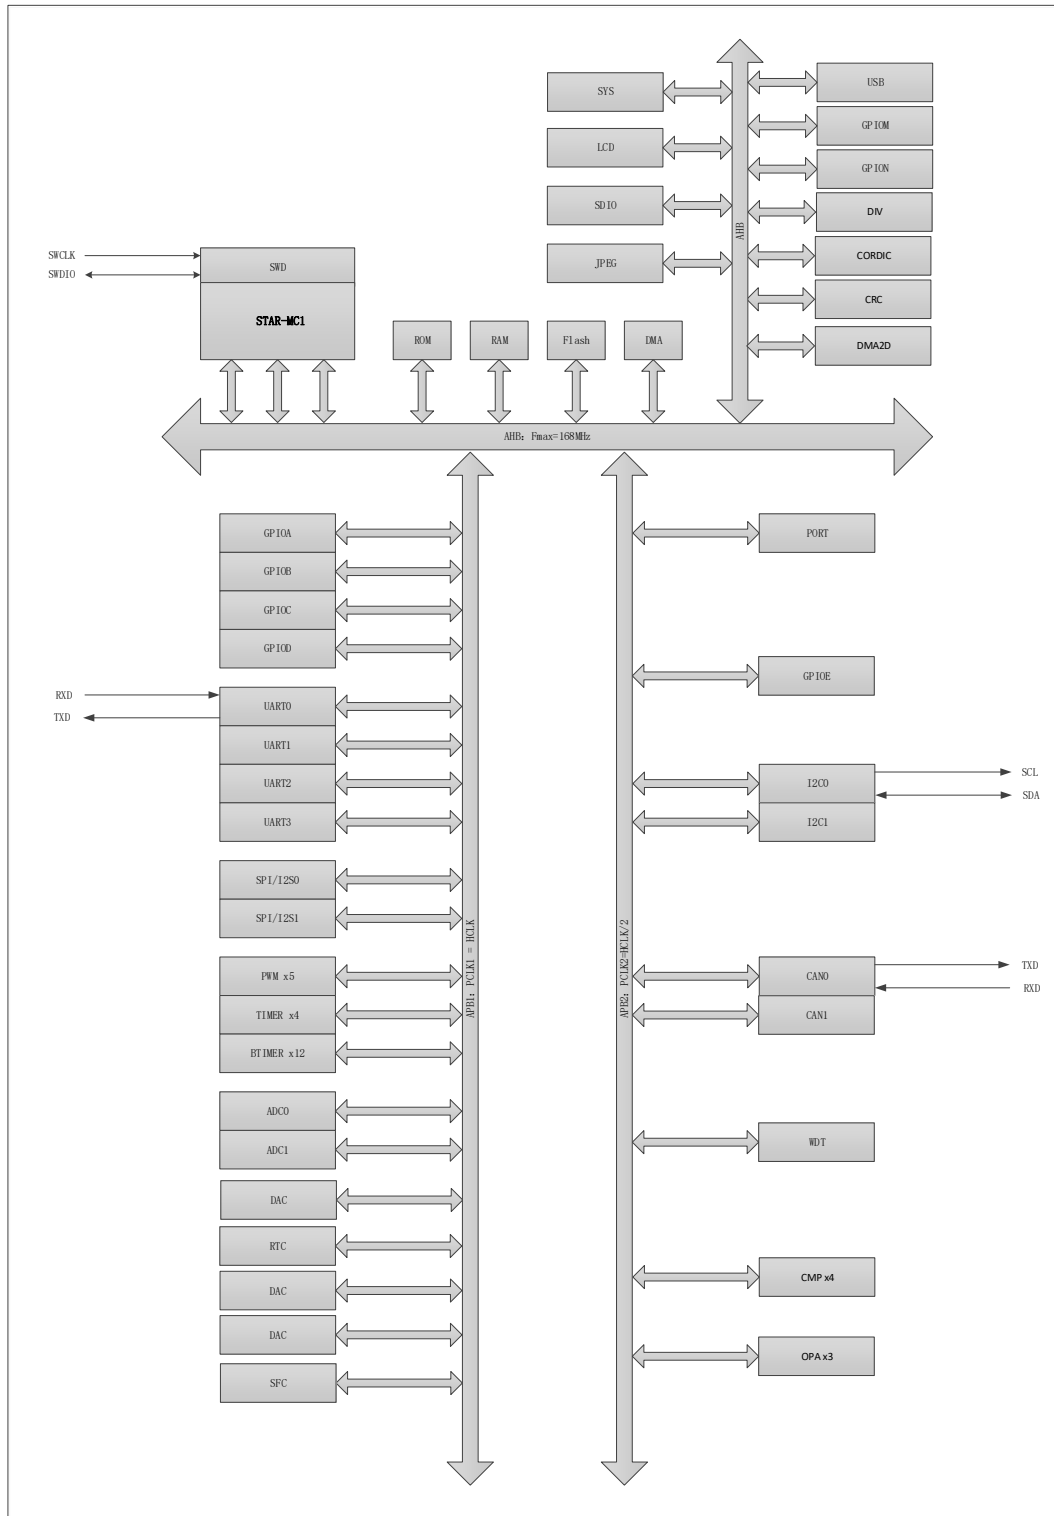 SYS
USB
GPIOM
LCD
GPION
SDIO
DIV
AHB
JPEG
CORDIC
CRC
DMA2D
SWCLK
SWDIO
SWD
STAR-MC1
ROM
RAM
Flash
DMA
AHB: Fmax=168MHz
GPIOA
GPIOB
GPIOC
GPIOD
RXD
TXD
UART0
UART1
UART2
UART3
SPI/I2S0
SPI/I2S1
PWM x5
TIMER x4
BTIMER x12
ADC0
ADC1
DAC
RTC
DAC
DAC
SFC
APB1: PCLK1 = HCLK
APB2: PCLK2=HCLK/2
PORT
GPIOE
I2C0
I2C1
SCL
SDA
CAN0
CAN1
TXD
RXD
WDT
CMP x4
OPA x3